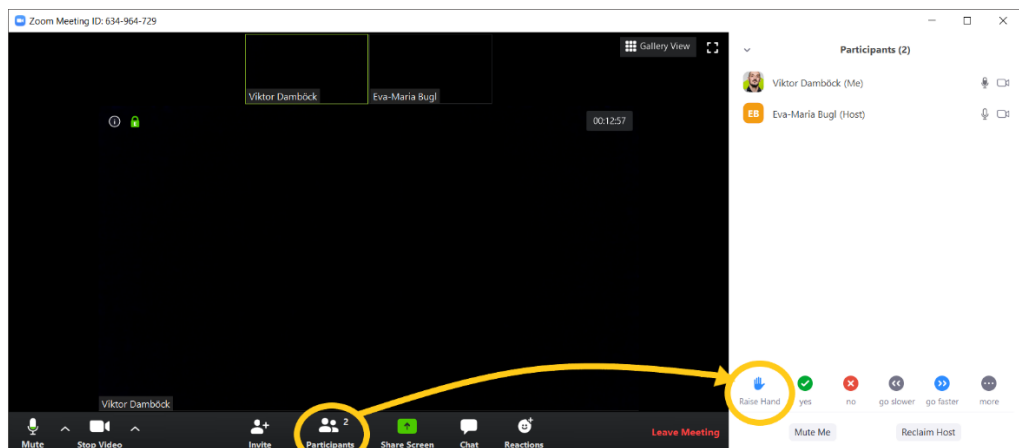 Zoom Meeting ID: 634-964-729
Gallery View
Viktor Damböck
Eva-Maria Bugl
00:12:57
Viktor Damböck
Mute
Stop Video
Invite
Participants
2
Share Screen
Chat
Reactions
Leave Meeting
Participants (2)
Viktor Damböck (Me)
EB
Eva-Maria Bugl (Host)
Raise Hand
yes
no
go slower
go faster
more
Mute Me
Reclaim Host